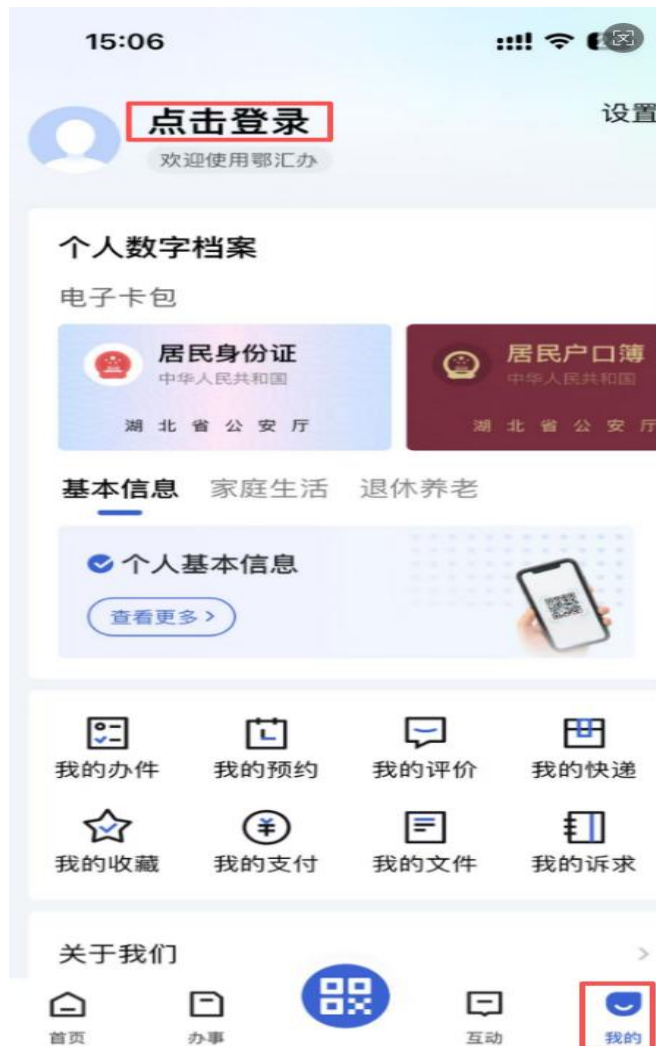 15:06
点击登录
设置
欢迎使用鄂汇办
个人数字档案
电子卡包
居民身份证
中华人民共和国
湖北省公安厅
居民户口簿
中华人民共和国
湖北省公安厅
基本信息 家庭生活 退休养老
个人基本信息
查看更多 >
我的办件 我的预约 我的评价 我的快递
我的收藏 我的支付 我的文件 我的诉求
关于我们 >
首页 办事 互动 我的